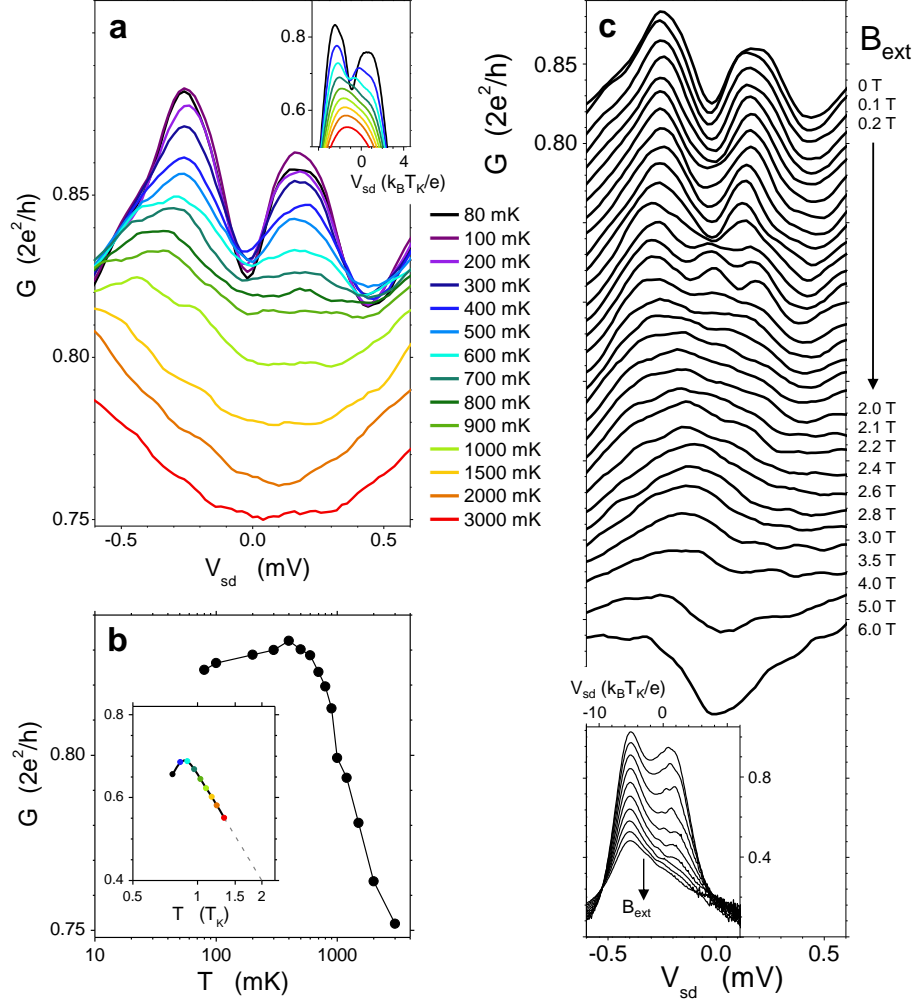 a
0.8
0.6
0
4
V_sd (k_BT_K/e)
G (2e²/h)
0.85
0.80
0.75
-0.5
0.0
0.5
V_sd (mV)
80 mK
100 mK
200 mK
300 mK
400 mK
500 mK
600 mK
700 mK
800 mK
900 mK
1000 mK
1500 mK
2000 mK
3000 mK
b
G (2e²/h)
0.80
0.75
10
100
1000
T (mK)
0.8
0.6
0.4
0.5
1
1.5
2
T (T_K)
c
B_ext
G (2e²/h)
0.85
0.80
0 T
0.1 T
0.2 T
2.0 T
2.1 T
2.2 T
2.4 T
2.6 T
2.8 T
3.0 T
3.5 T
4.0 T
5.0 T
6.0 T
V_sd (k_BT_K/e)
-10
0
0.8
0.4
B_ext
-0.5
0.0
0.5
V_sd (mV)